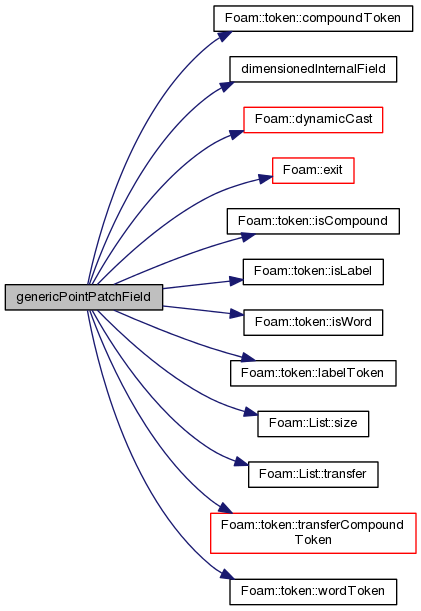 Foam::token::compoundToken
dimensionedInternalField
Foam::dynamicCast
Foam::exit
Foam::token::isCompound
Foam::token::isLabel
genericPointPatchField
Foam::token::isWord
Foam::token::labelToken
Foam::List::size
Foam::List::transfer
Foam::token::transferCompound
Token
Foam::token::wordToken